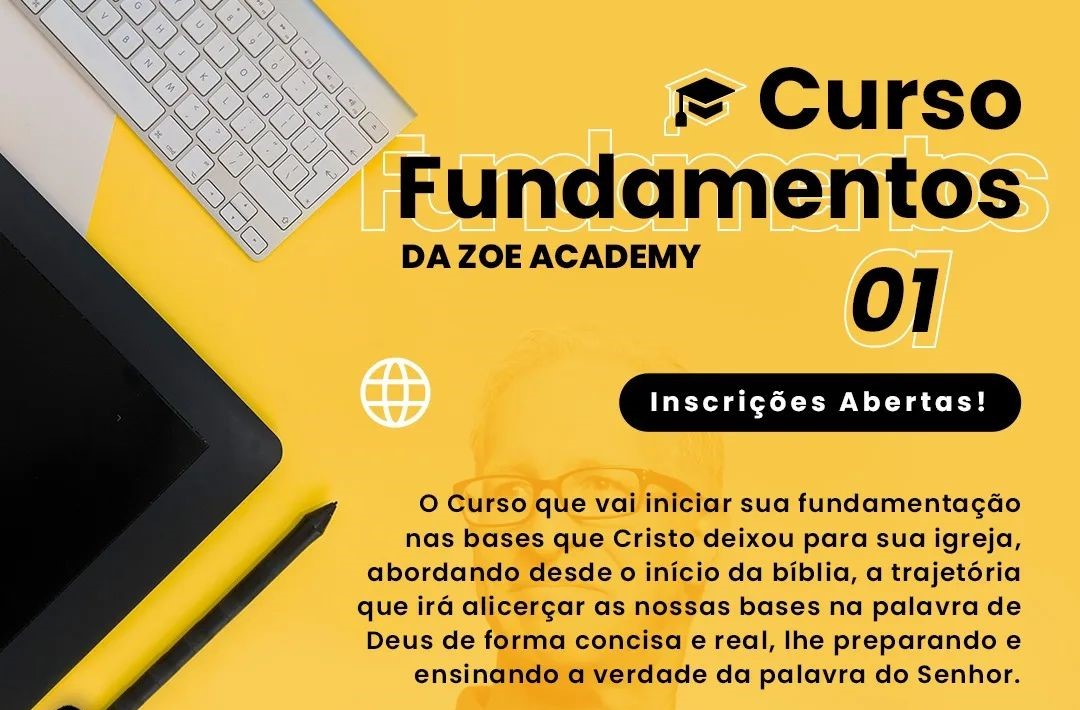 Curso
Fundamentos
DA ZOE ACADEMY
01
Inscrições Abertas!
O Curso que vai iniciar sua fundamentação
nas bases que Cristo deixou para sua igreja,
abordando desde o início da bíblia, a trajetória
que irá alicerçar as nossas bases na palavra de
Deus de forma concisa e real, lhe preparando e
ensinando a verdade da palavra do Senhor.